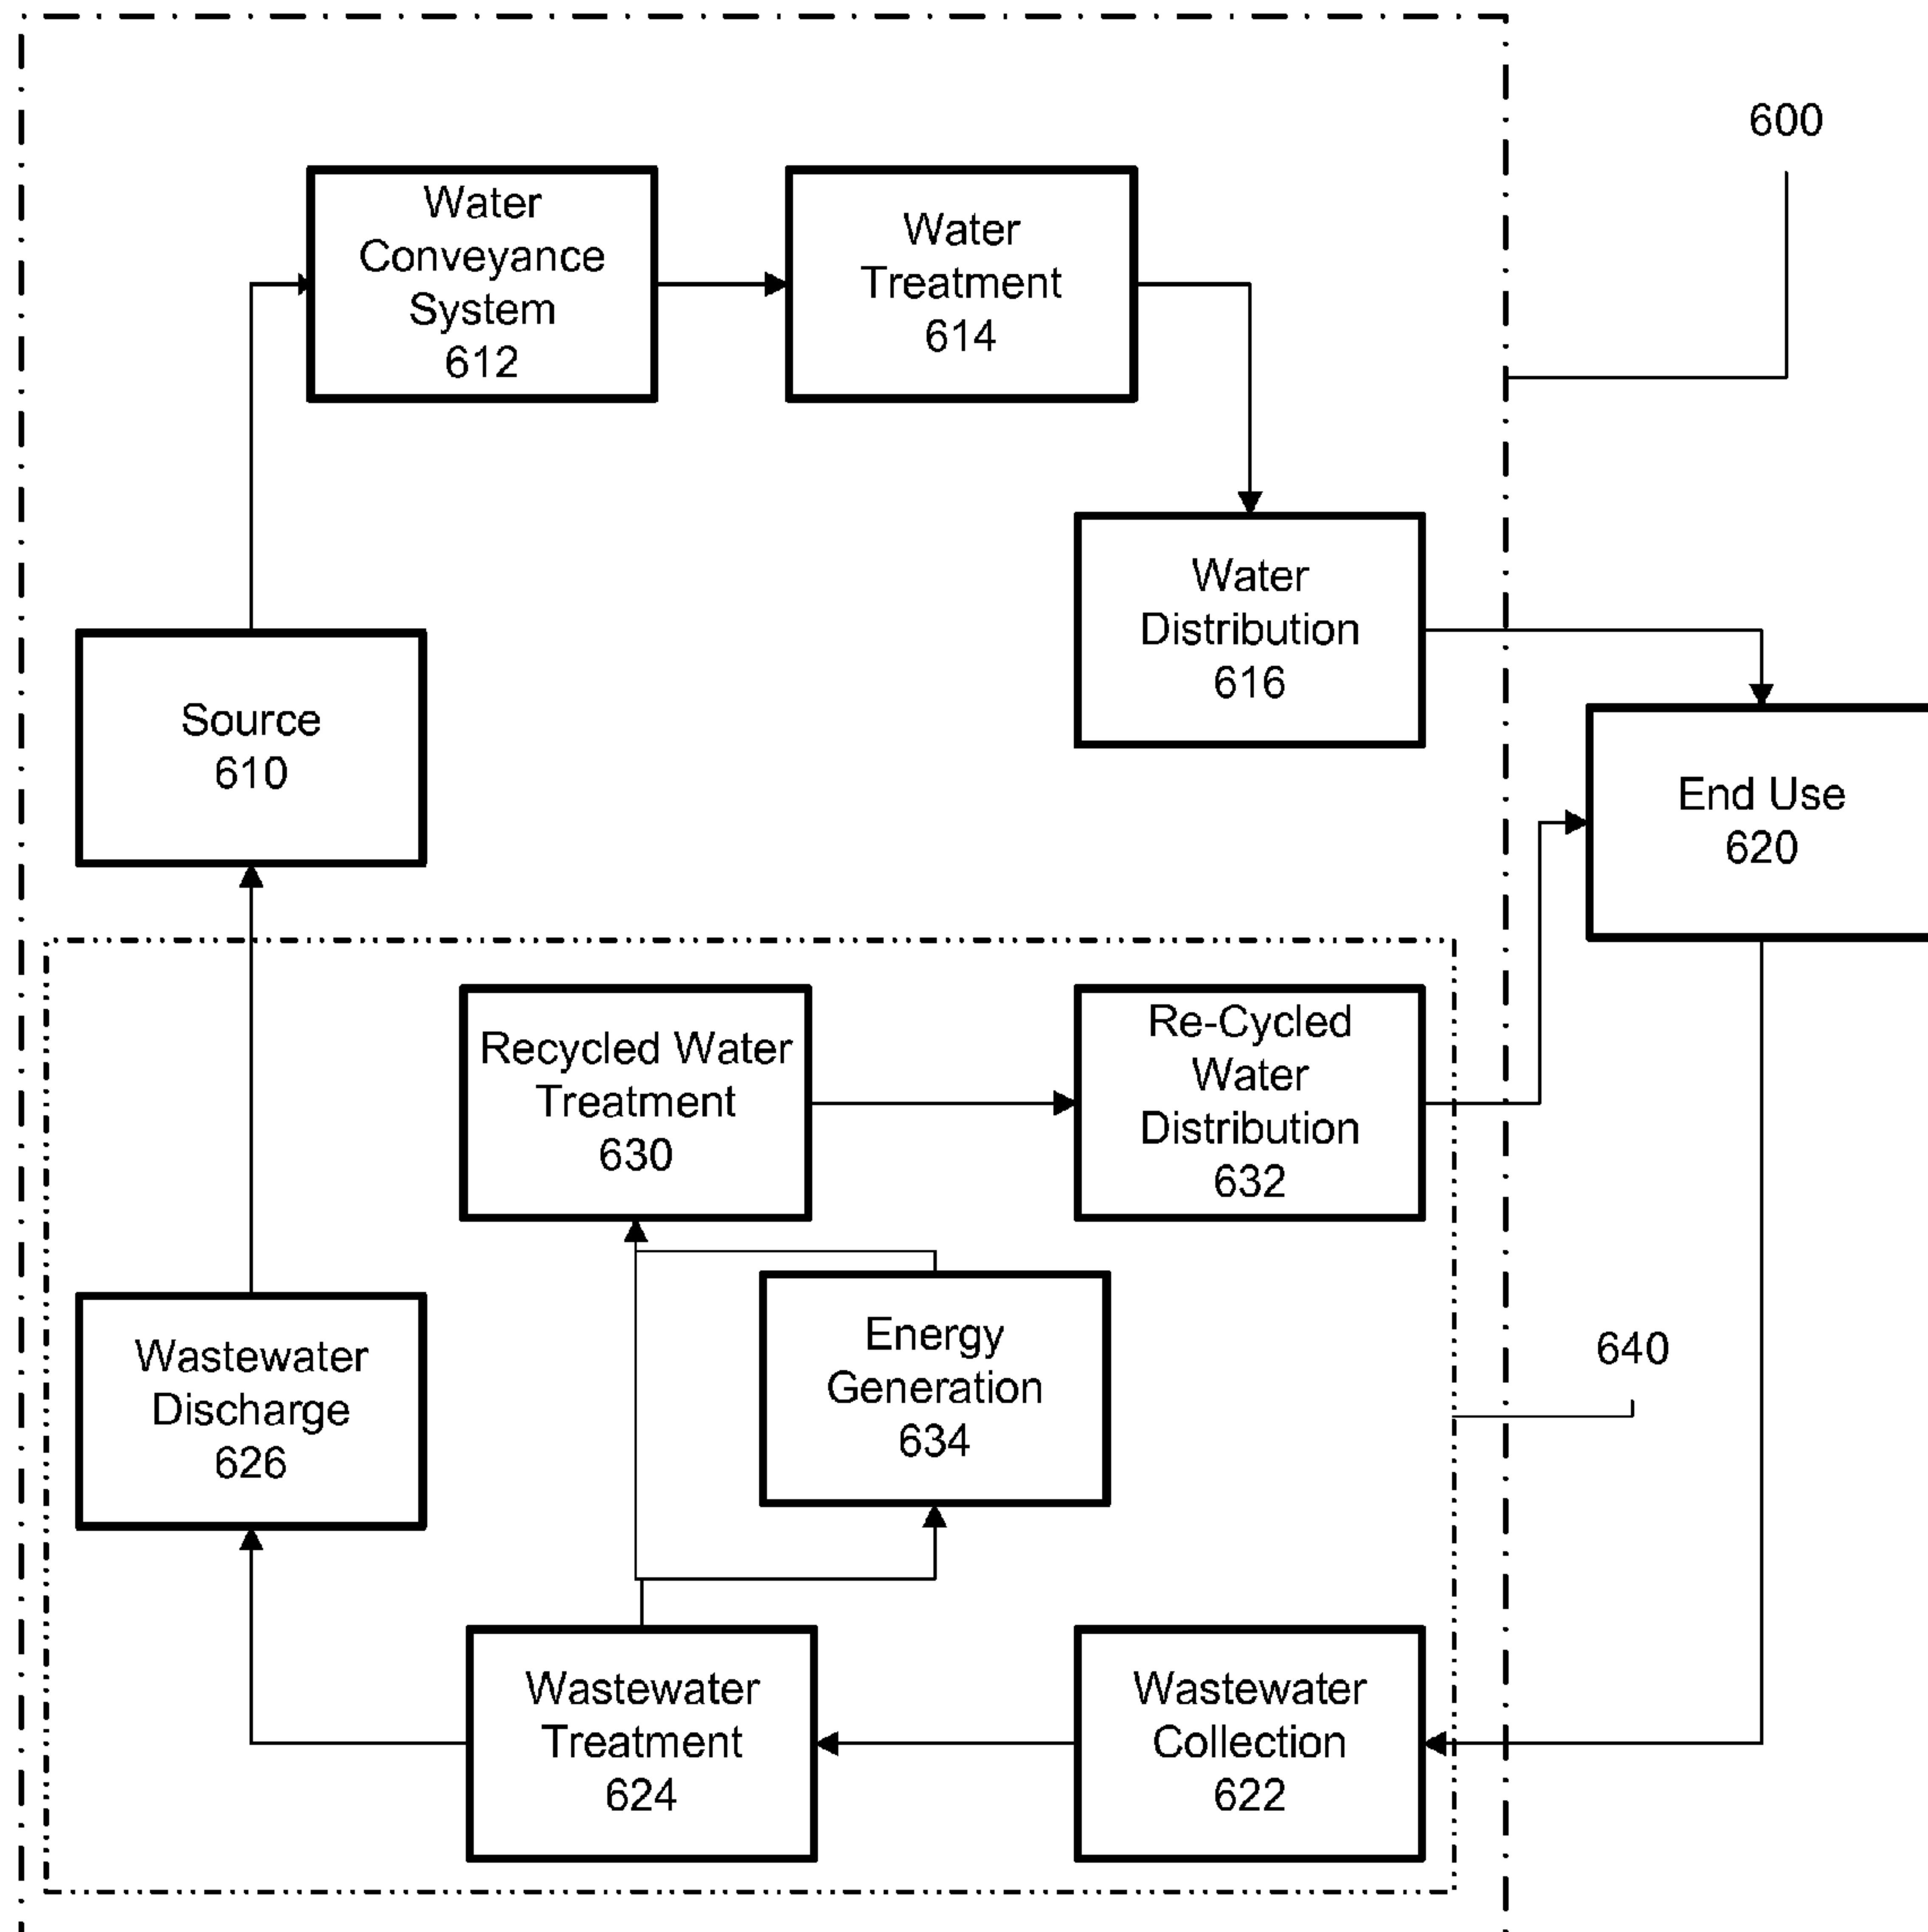 600
Water
Conveyance
System
612
Water
Treatment
614
Water
Distribution
616
Source
610
End Use
620
Recycled Water
Treatment
630
Re-Cycled
Water
Distribution
632
Energy
Generation
634
640
Wastewater
Discharge
626
Wastewater
Treatment
624
Wastewater
Collection
622